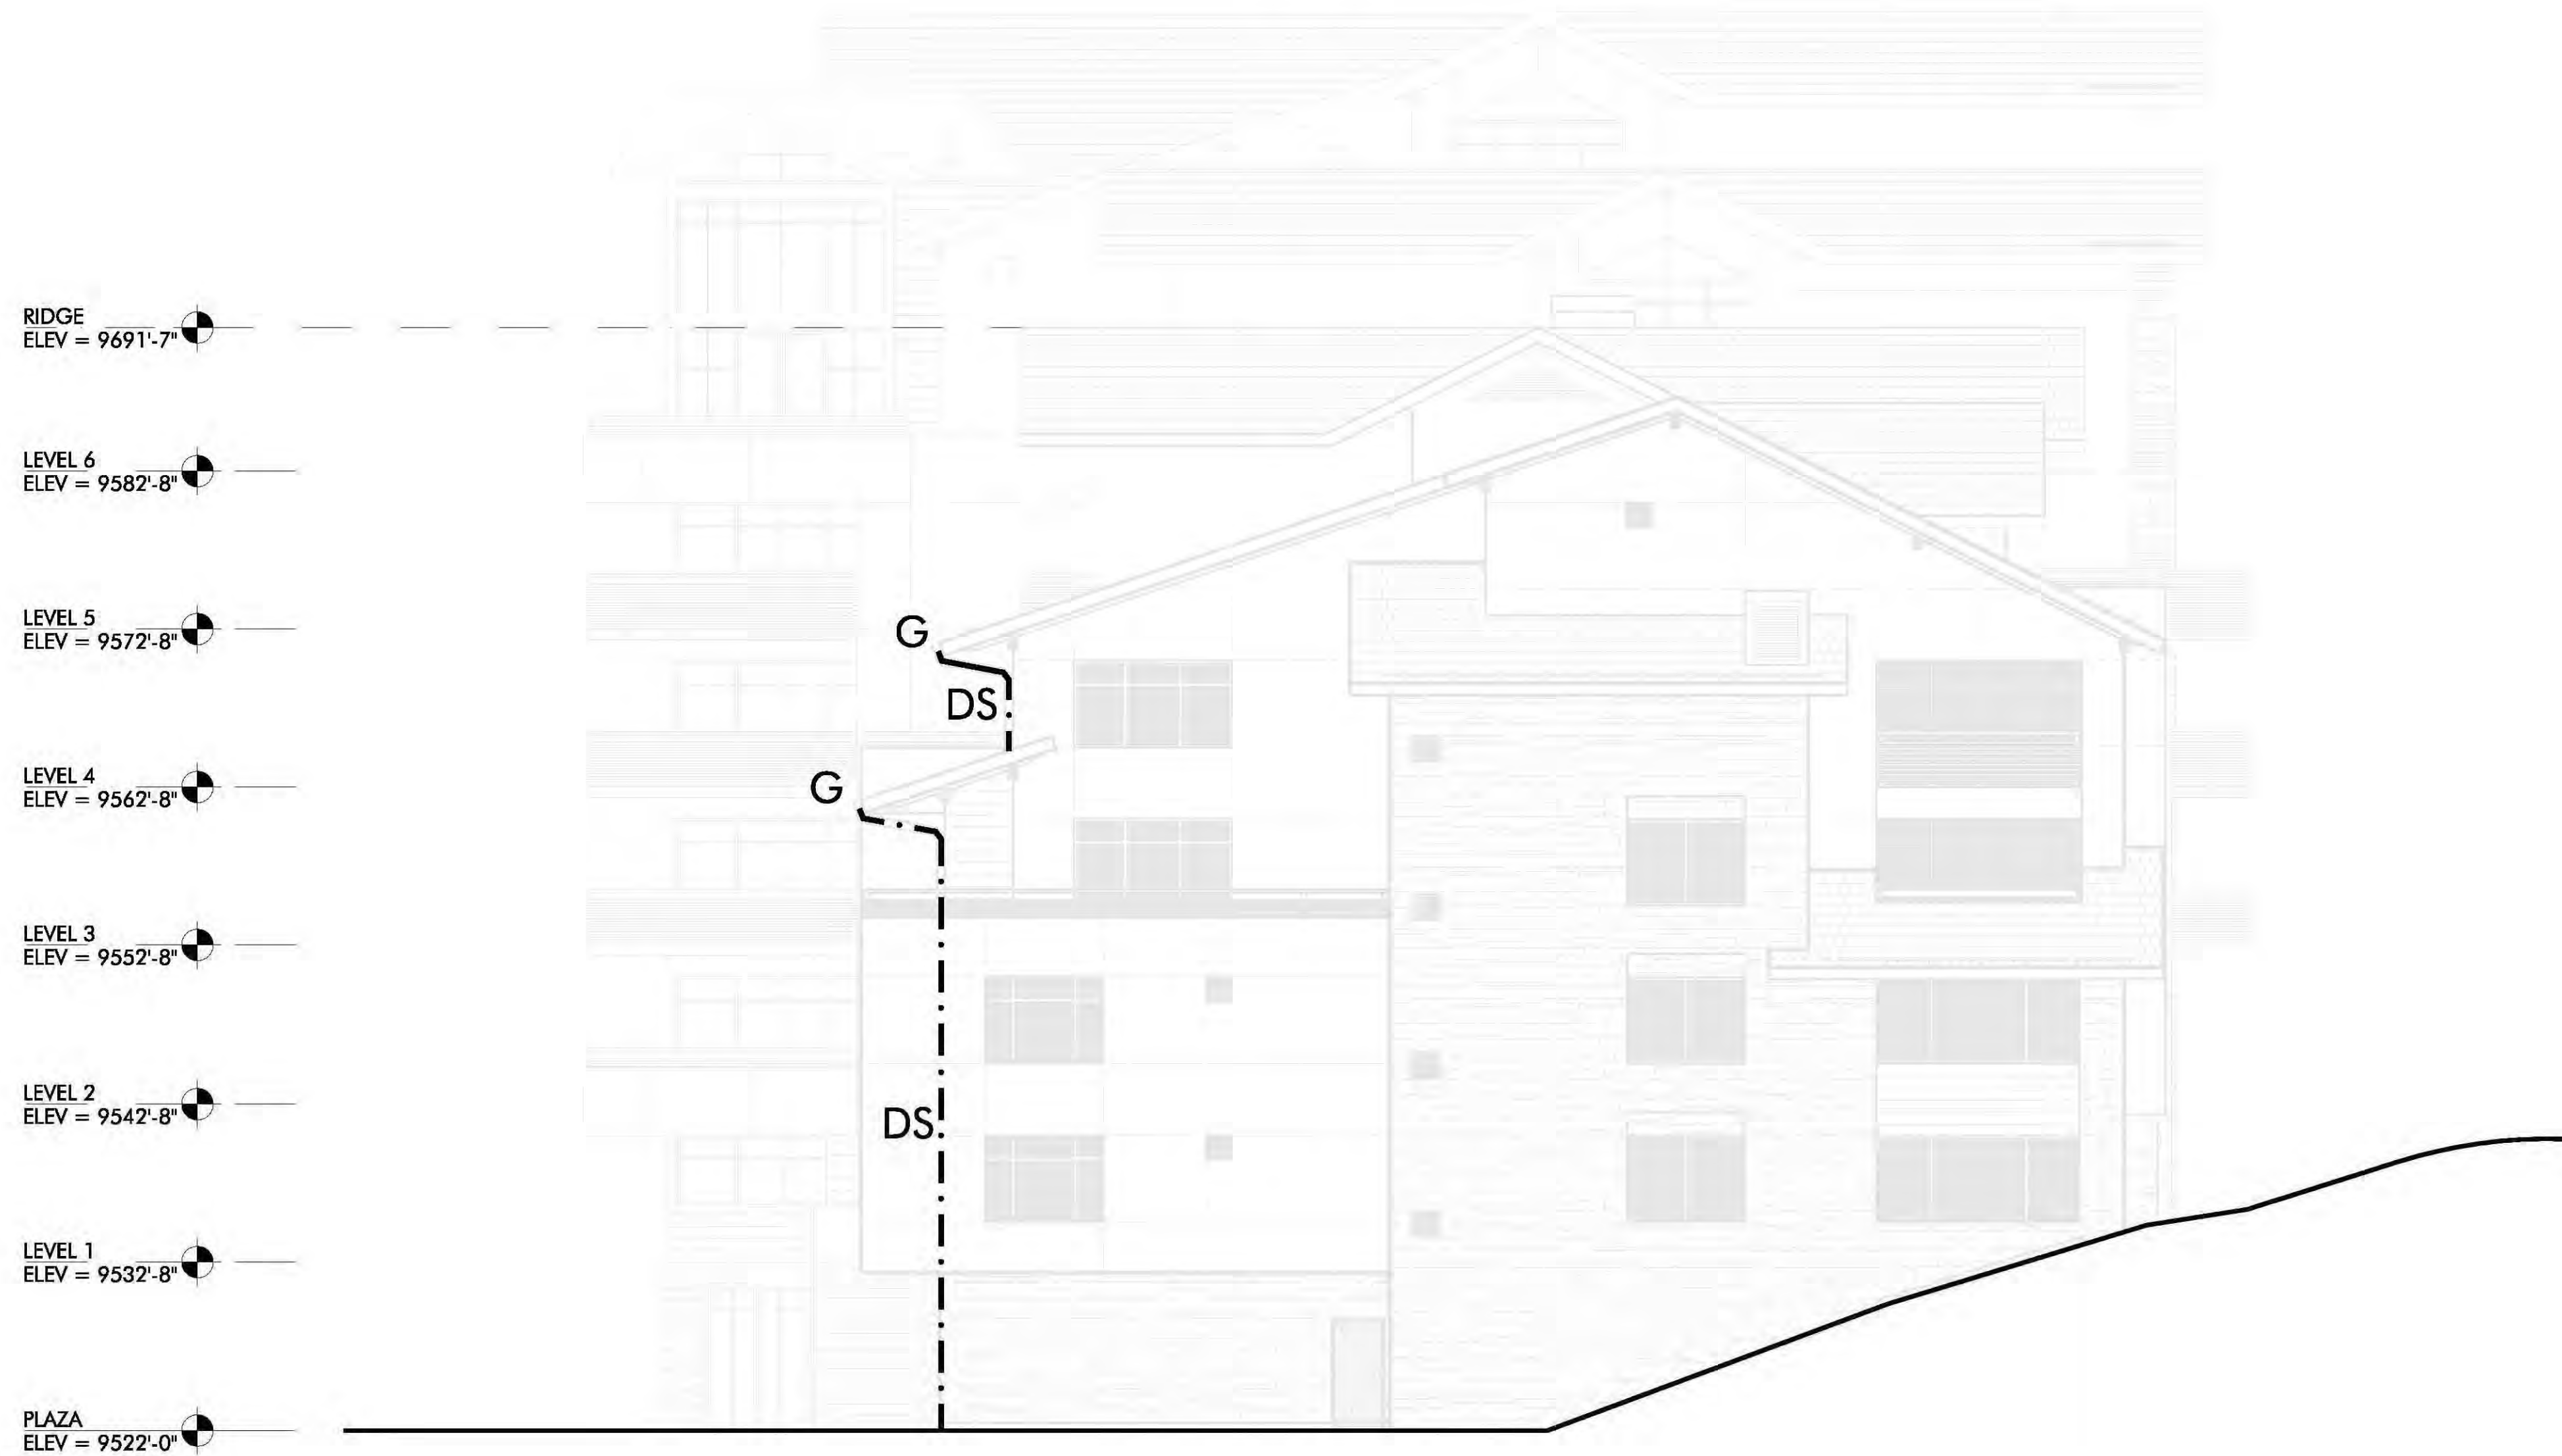 RIDGE
ELEV = 9691'-7"
LEVEL 6
ELEV = 9582'-8"
LEVEL 5
ELEV = 9572'-8"
G
DS
LEVEL 4
ELEV = 9562'-8"
G
LEVEL 3
ELEV = 9552'-8"
LEVEL 2
ELEV = 9542'-8"
DS
LEVEL 1
ELEV = 9532'-8"
PLAZA
ELEV = 9522'-0"